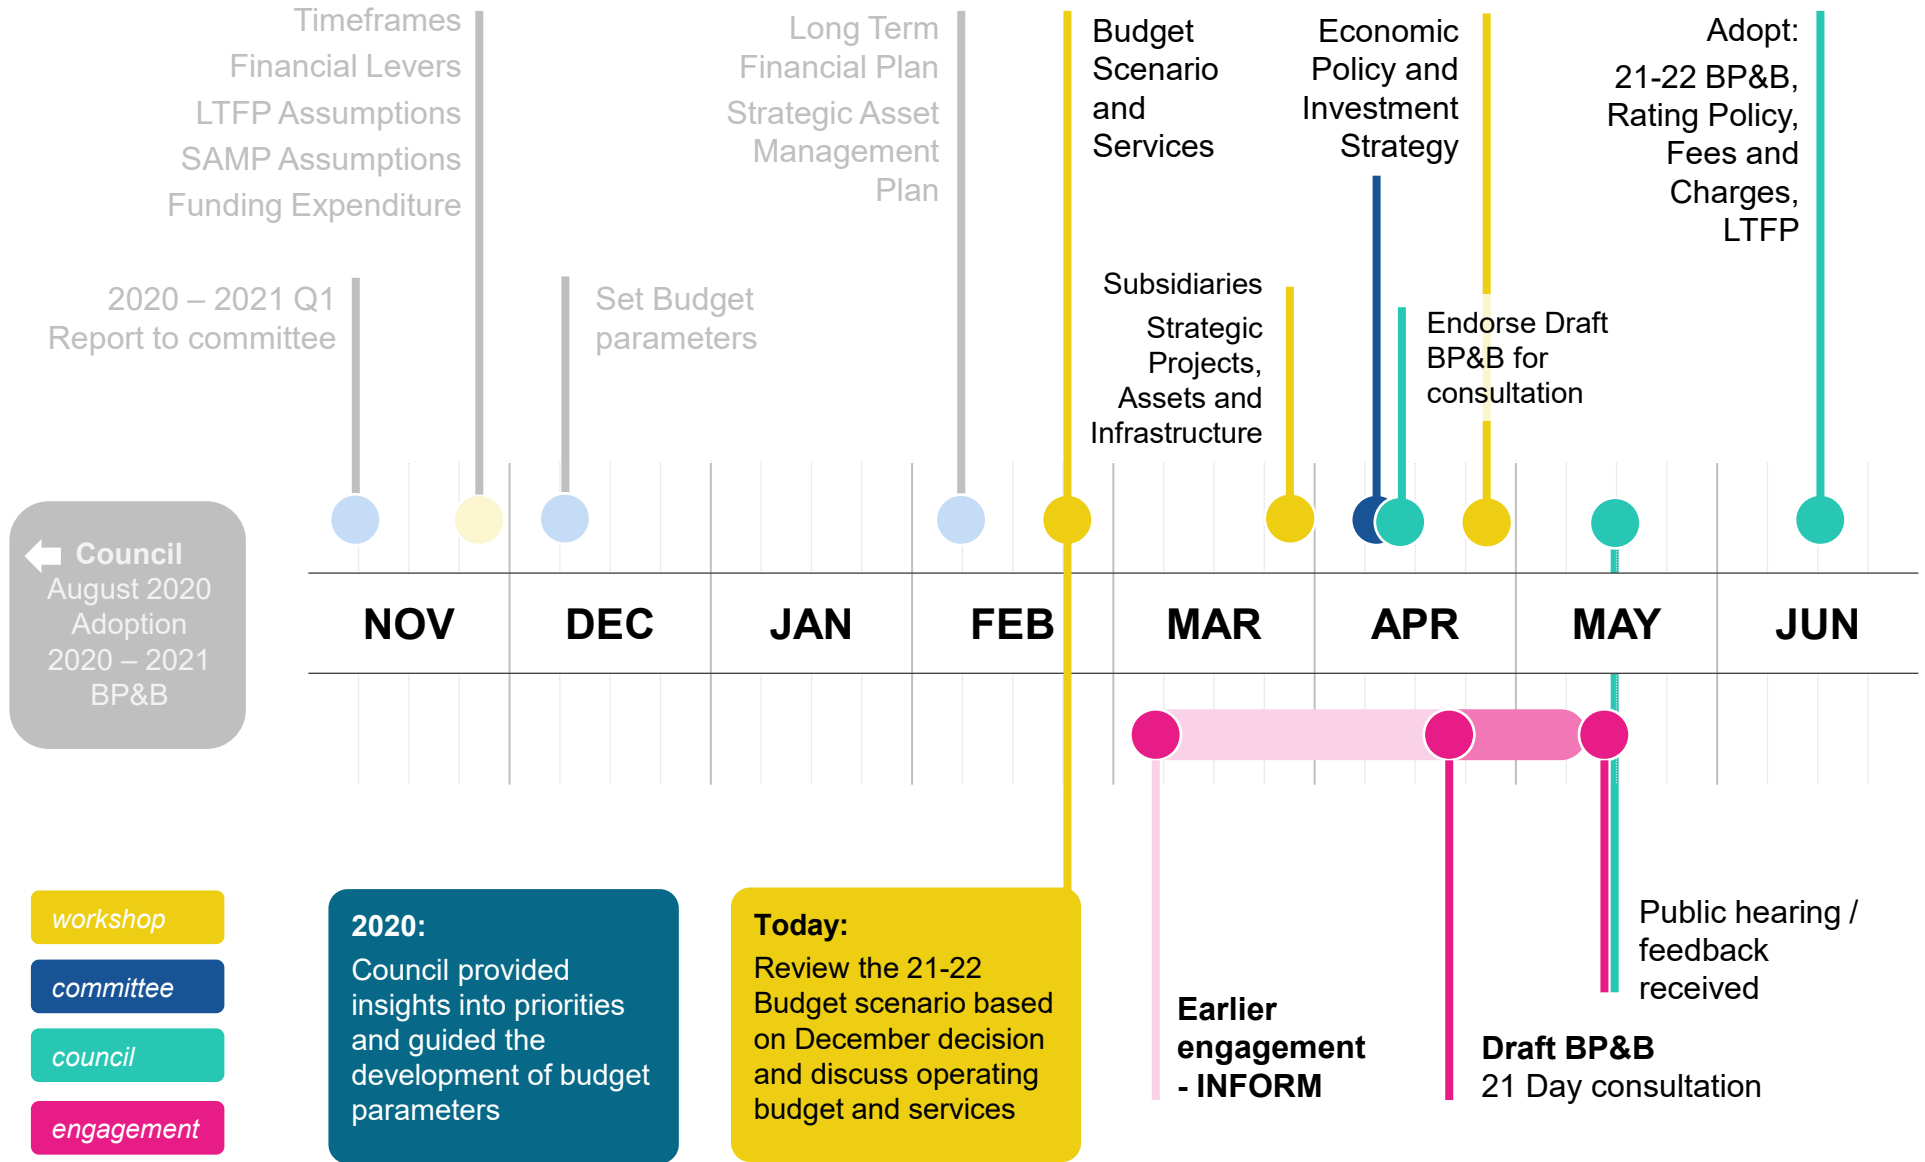 Timeframes
Financial Levers
LTFP Assumptions
SAMP Assumptions
Funding Expenditure
Long Term
Financial Plan
Strategic Asset
Management
Plan
Budget
Scenario
and
Services
Economic
Policy and
Investment
Strategy
Adopt:
21-22 BP&B,
Rating Policy,
Fees and
Charges,
LTFP
2020 – 2021 Q1
Report to committee
Set Budget
parameters
Subsidiaries
Strategic
Projects,
Assets and
Infrastructure
Endorse Draft
BP&B for
consultation
Council
August 2020
Adoption
2020 – 2021
BP&B
NOV
DEC
JAN
FEB
MAR
APR
MAY
JUN
workshop
committee
council
engagement
2020:
Council provided
insights into priorities
and guided the
development of budget
parameters
Today:
Review the 21-22
Budget scenario based
on December decision
and discuss operating
budget and services
Earlier
engagement
- INFORM
Draft BP&B
21 Day consultation
Public hearing /
feedback
received